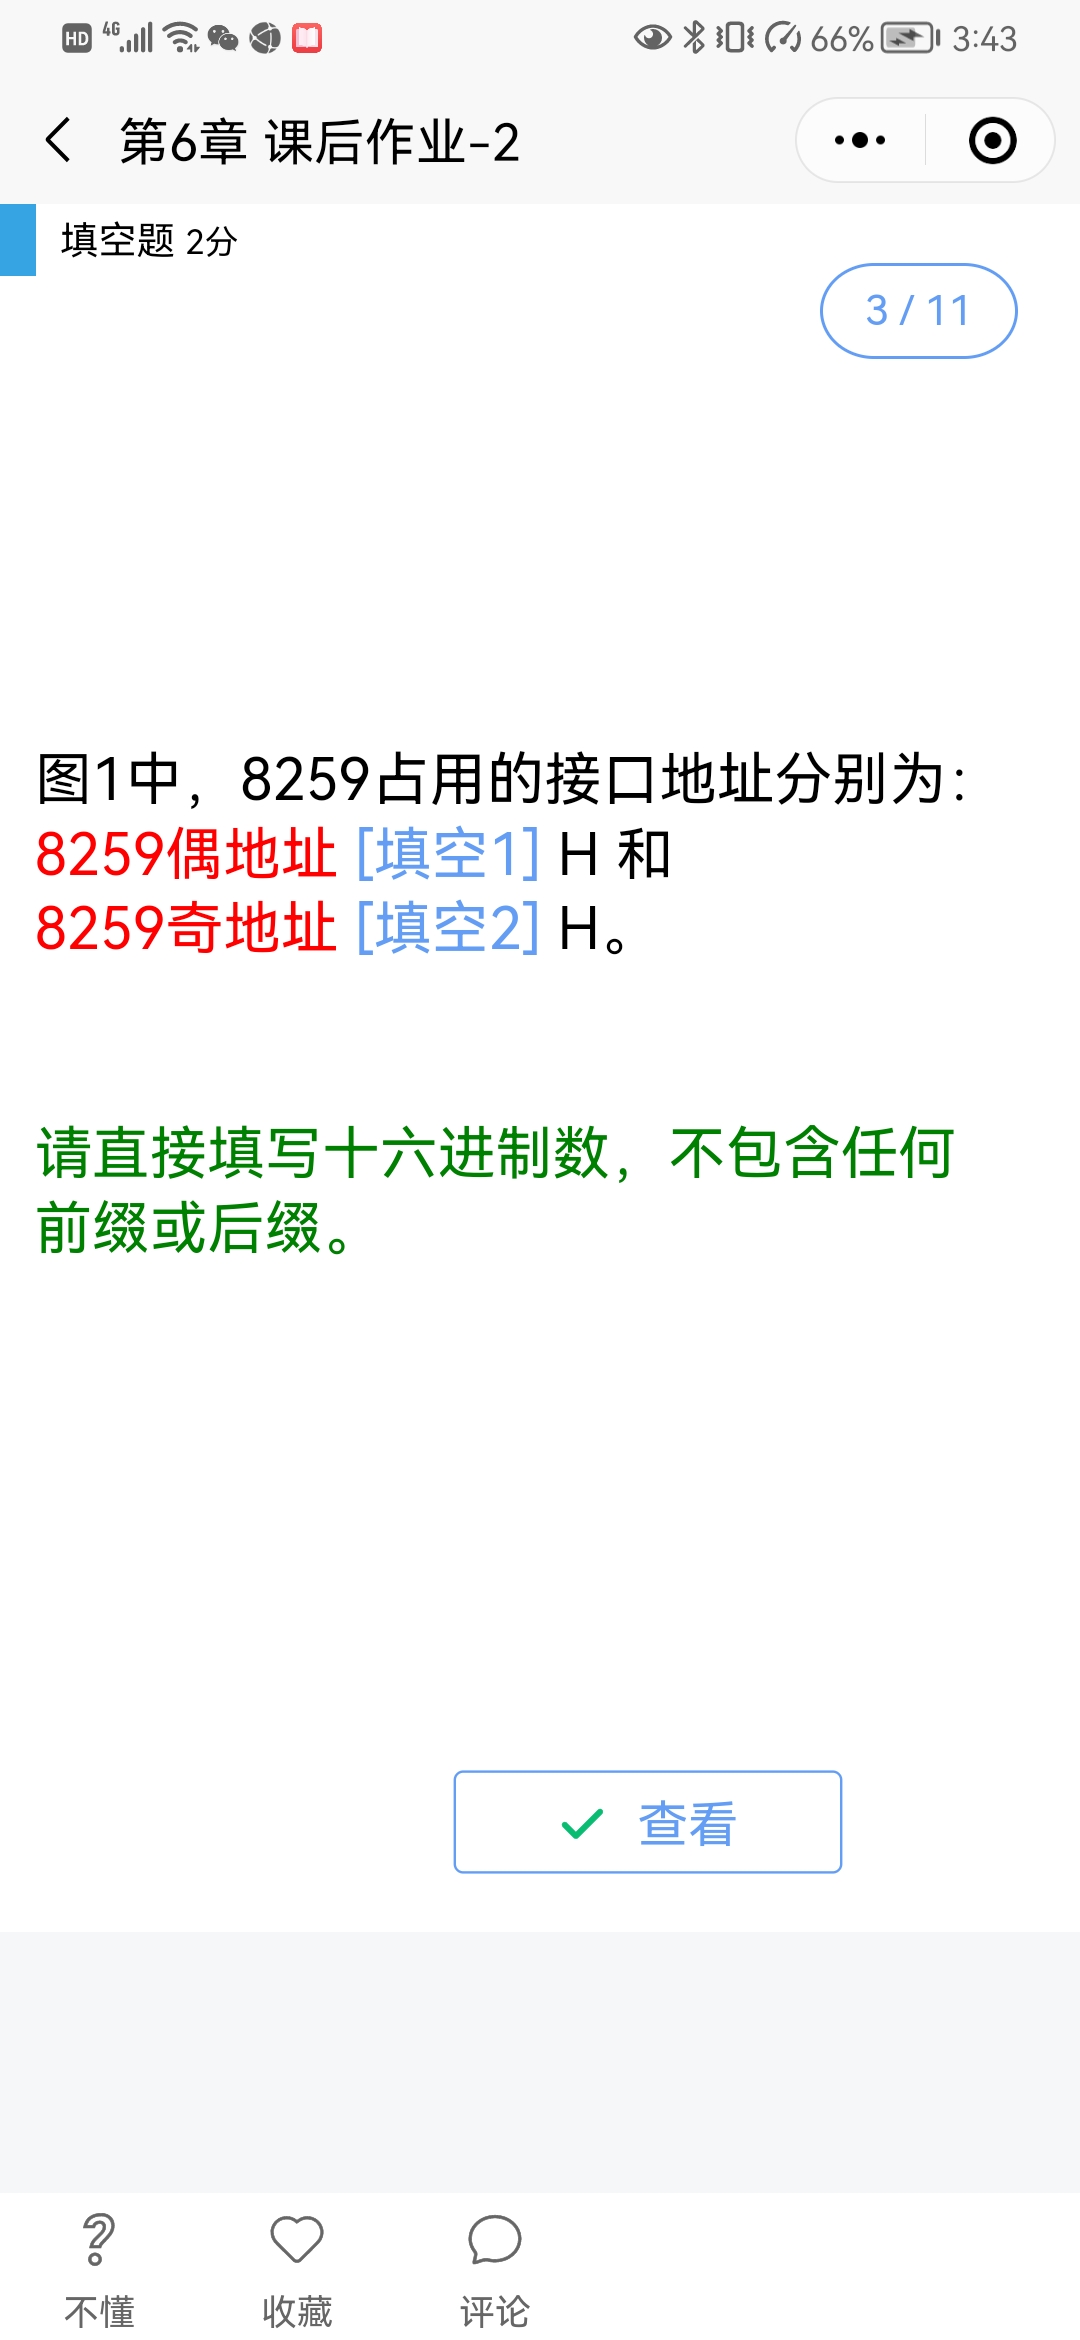 HD 4G 66% 3:43
第6章 课后作业-2
填空题 2分
3 / 11
图1中，8259占用的接口地址分别为：
8259偶地址 [填空1] H 和
8259奇地址 [填空2] H。
请直接填写十六进制数，不包含任何
前缀或后缀。
查看
不懂 收藏 评论